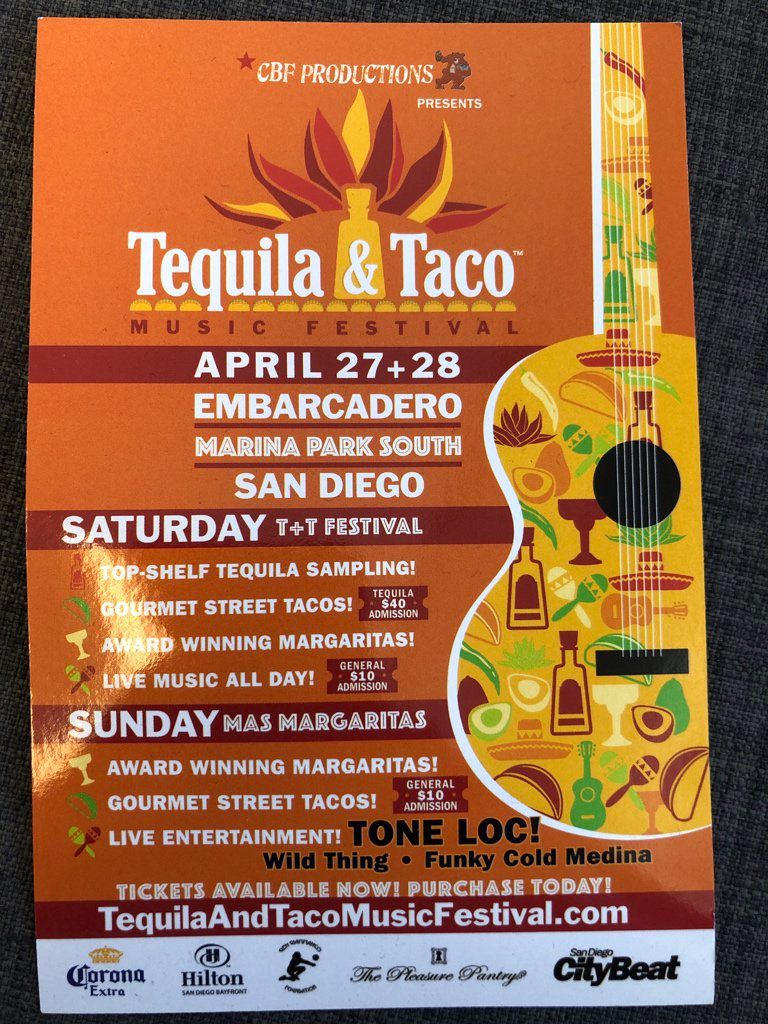 CBF PRODUCTIONS
PRESENTS
Tequila & Taco™
MUSIC FESTIVAL
APRIL 27+28
EMBARCADERO
MARINA PARK SOUTH
SAN DIEGO
SATURDAY T+T FESTIVAL
TOP-SHELF TEQUILA SAMPLING!
GOURMET STREET TACOS! TEQUILA $40 ADMISSION
AWARD WINNING MARGARITAS!
LIVE MUSIC ALL DAY! GENERAL $10 ADMISSION
SUNDAY MAS MARGARITAS
AWARD WINNING MARGARITAS!
GOURMET STREET TACOS! GENERAL $10 ADMISSION
LIVE ENTERTAINMENT! TONE LOC!
Wild Thing • Funky Cold Medina
TICKETS AVAILABLE NOW! PURCHASE TODAY!
TequilaAndTacoMusicFestival.com
Corona
Extra
Hilton
SAN DIEGO BAYFRONT
FOUNDATION
The Pleasure Pantry®
San Diego
CityBeat